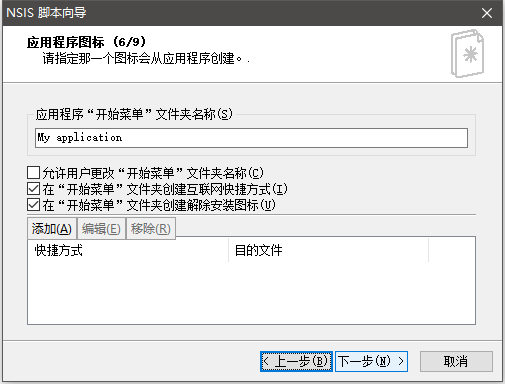 NSIS 脚本向导
应用程序图标 (6/9)
请指定那一个图标会从应用程序创建。.
应用程序“开始菜单”文件夹名称(S)
My application
允许用户更改“开始菜单”文件夹名称(C)
在“开始菜单”文件夹创建互联网快捷方式(I)
在“开始菜单”文件夹创建解除安装图标(U)
添加(A) 编辑(E) 移除(R)
快捷方式 目的文件
< 上一步(B) 下一步(N) > 取消